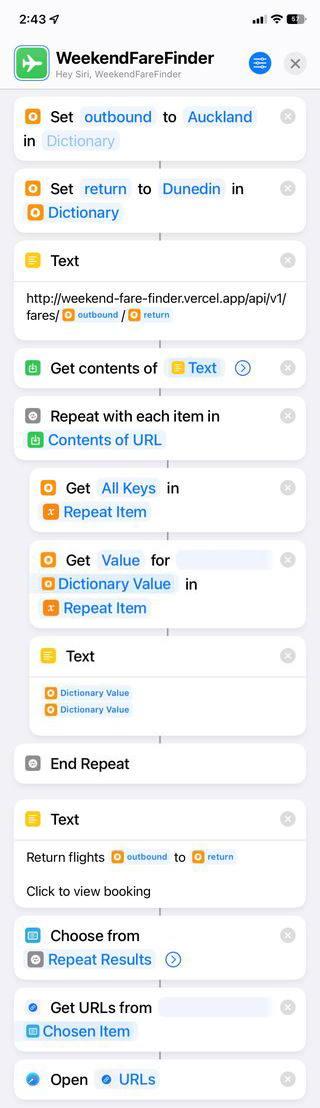 2:43
57
WeekendFareFinder
Hey Siri, WeekendFareFinder
Set outbound to Auckland
in Dictionary
Set return to Dunedin in
Dictionary
Text
http://weekend-fare-finder.vercel.app/api/v1/
fares/ outbound / return
Get contents of Text
Repeat with each item in
Contents of URL
Get All Keys in
Repeat Item
Get Value for
Dictionary Value in
Repeat Item
Text
Dictionary Value
Dictionary Value
End Repeat
Text
Return flights outbound to return
Click to view booking
Choose from
Repeat Results
Get URLs from
Chosen Item
Open URLs